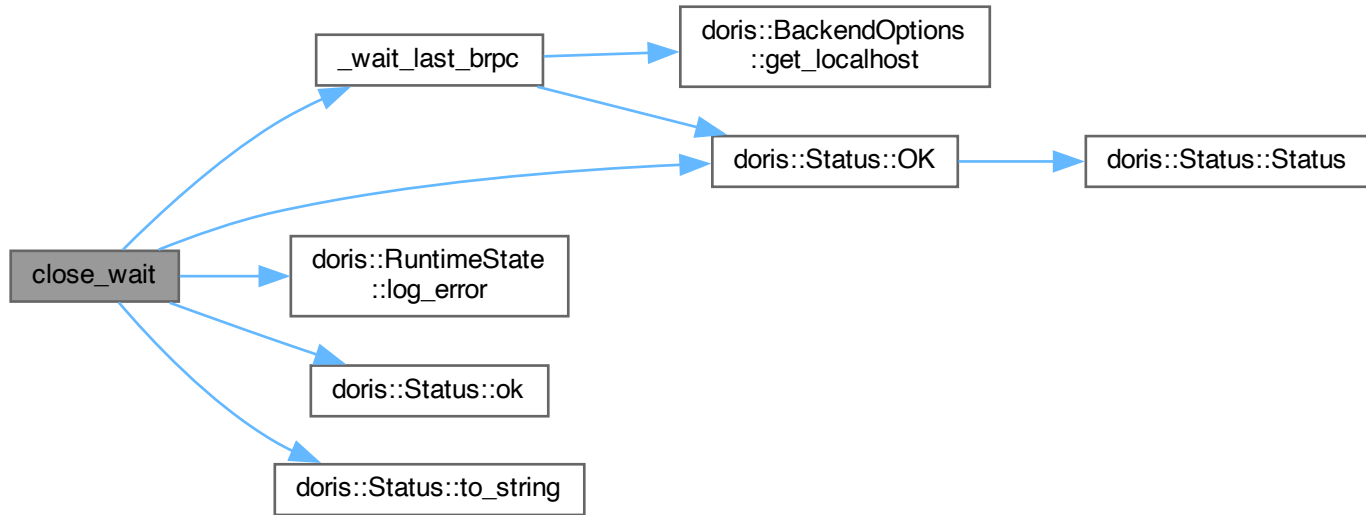 close_wait
_wait_last_brpc
doris::BackendOptions
::get_localhost
doris::Status::OK
doris::Status::Status
doris::RuntimeState
::log_error
doris::Status::ok
doris::Status::to_string